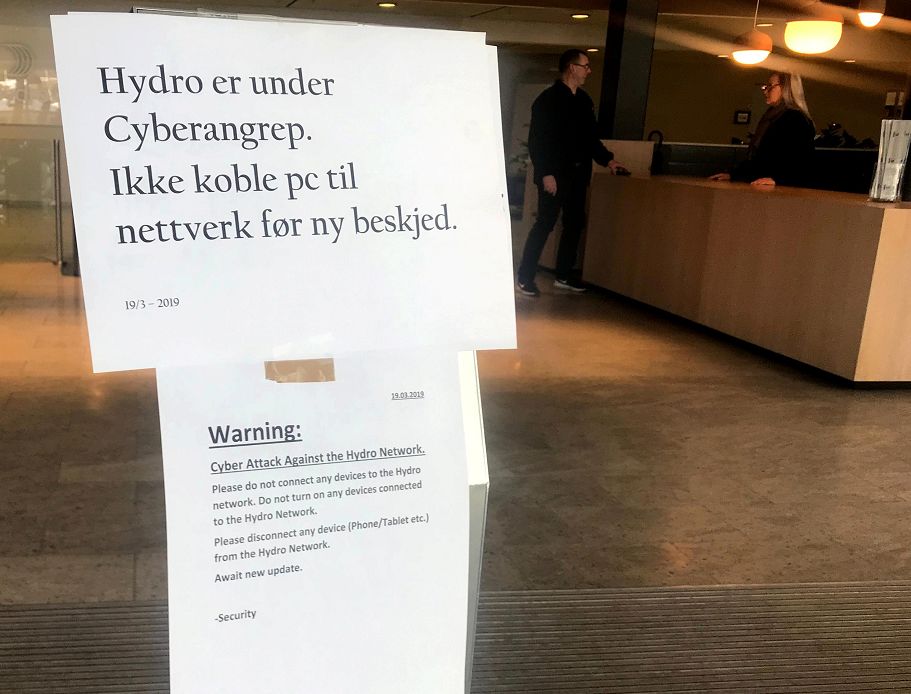 Hydro er under
Cyberangrep.
Ikke koble pc til
nettverk før ny beskjed.
19/3 – 2019
19.03.2019
Warning:
Cyber Attack Against the Hydro Network.
Please do not connect any devices to the Hydro
network. Do not turn on any devices connected
to the Hydro Network.
Please disconnect any device (Phone/Tablet etc.)
from the Hydro Network.
Await new update.
-Security